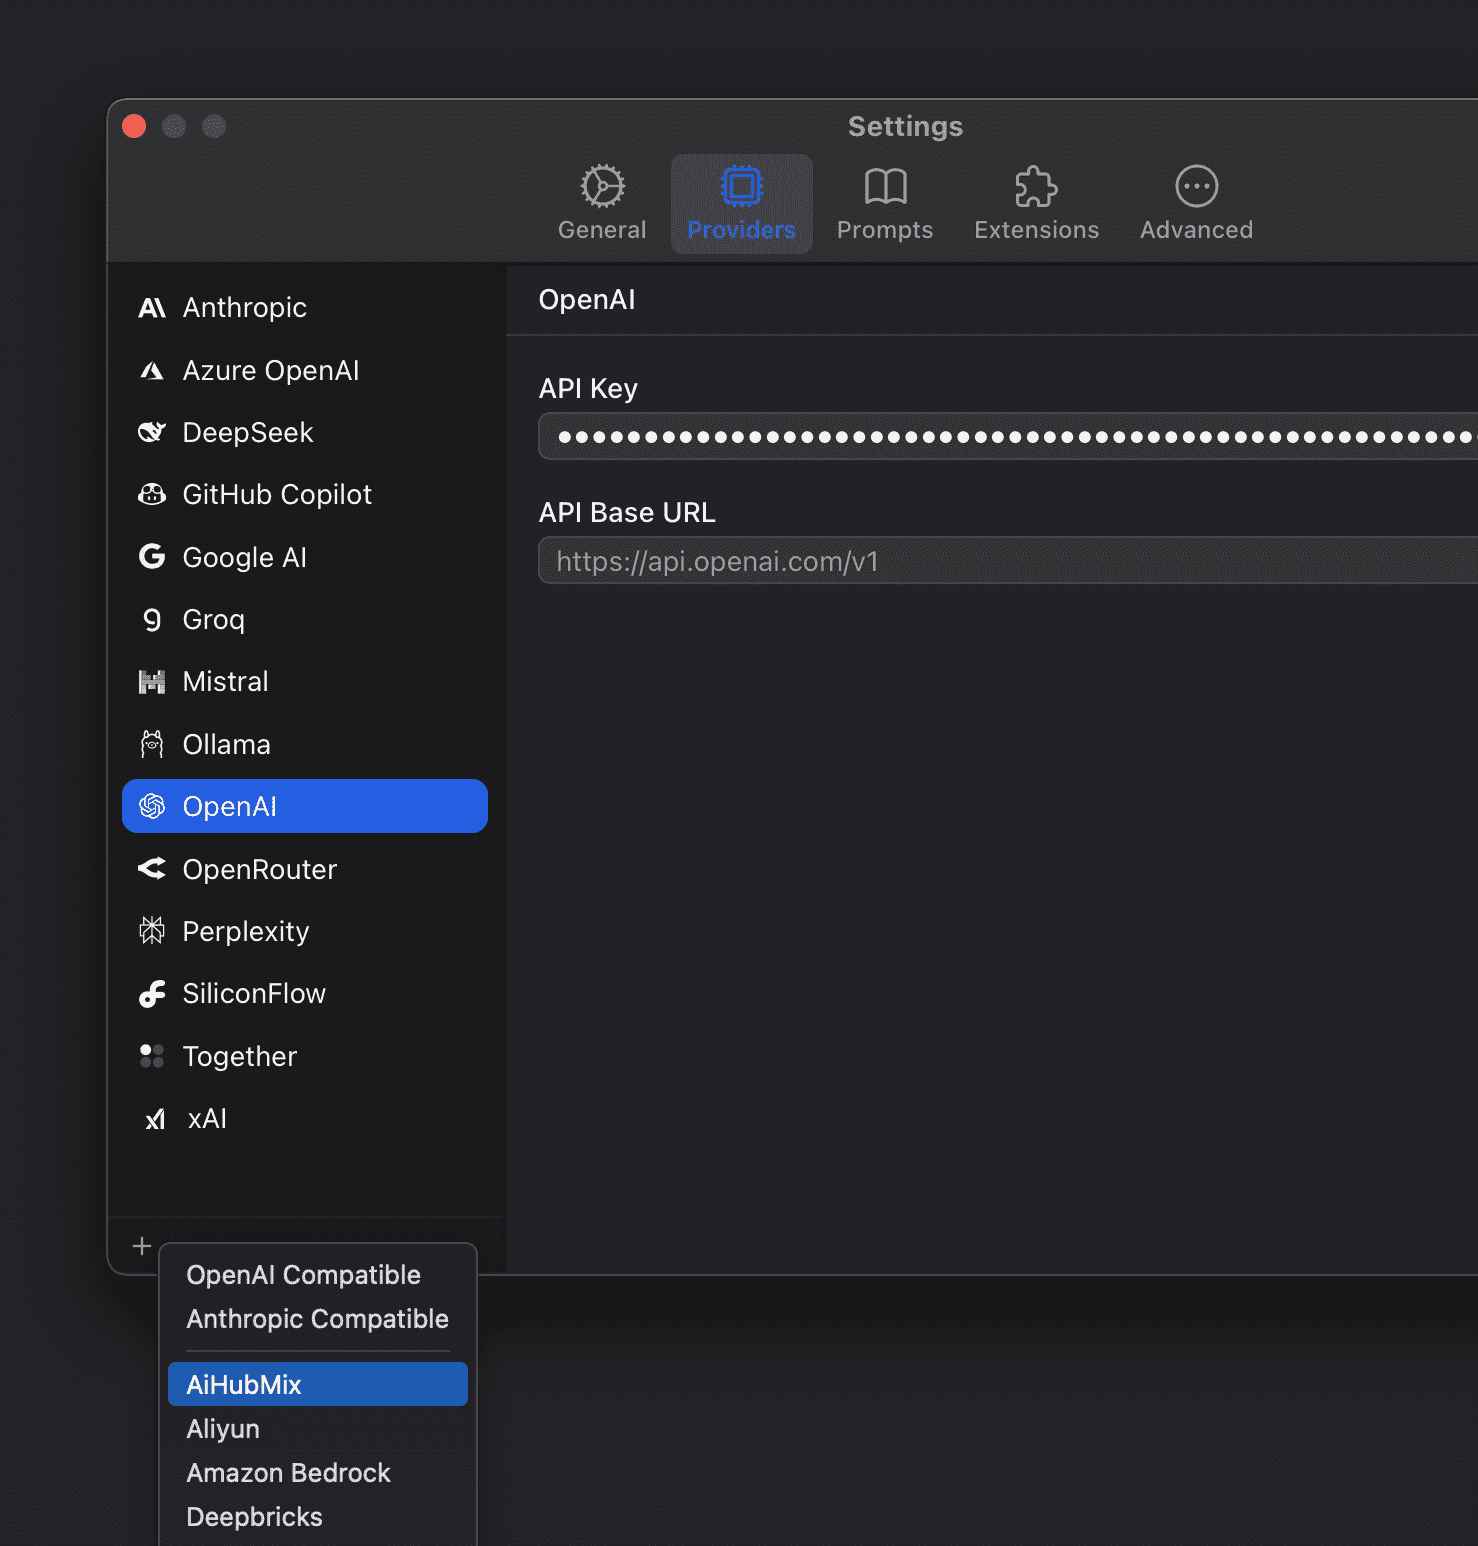 Settings
General
Providers
Prompts
Extensions
Advanced
Anthropic
Azure OpenAI
DeepSeek
GitHub Copilot
Google AI
Groq
Mistral
Ollama
OpenAI
OpenRouter
Perplexity
SiliconFlow
Together
xAI
OpenAI
API Key
API Base URL
https://api.openai.com/v1
OpenAI Compatible
Anthropic Compatible
AiHubMix
Aliyun
Amazon Bedrock
Deepbricks